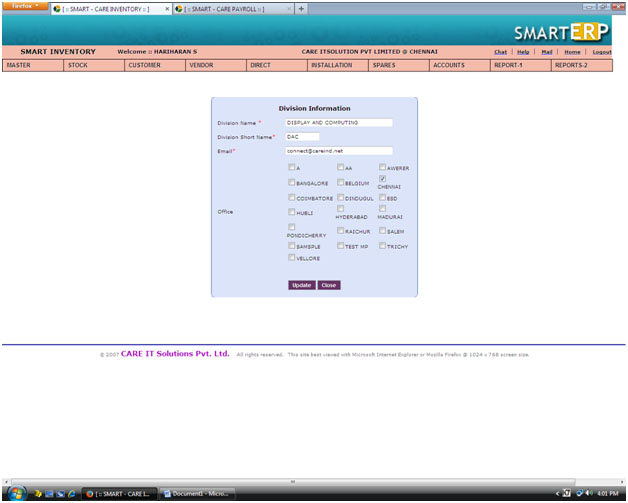 firefox
[ :: SMART - CARE INVENTORY :: ] × [ :: SMART - CARE PAYROLL :: ] × +
SMARTERP
SMART INVENTORY Welcome :: HARIHARAN S CARE ITSOLUTION PVT LIMITED @ CHENNAI Chat | Help | Mail | Home | Logout
MASTER STOCK CUSTOMER VENDOR DIRECT INSTALLATION SPARES ACCOUNTS REPORT-1 REPORTS-2
Division Information
Division Name * DISPLAY AND COMPUTING
Division Short Name* DAC
Email* connect@careind.net
Office
A AA AWERER
BANGALORE BELGIUM CHENNAI
COIMBATORE DINDUGUL ESD
HUBLI HYDERABAD MADURAI
PONDICHERRY RAICHUR SALEM
SAMSPLE TEST MP TRICHY
VELLORE
Update Close
© 2007 CARE IT Solutions Pvt. Ltd. All rights reserved. This site best viewed with Microsoft Internet Explorer or Mozilla Firefox @ 1024 x 768 screen size.
[ :: SMART - CARE I... Document1 - Micro... 4:01 PM